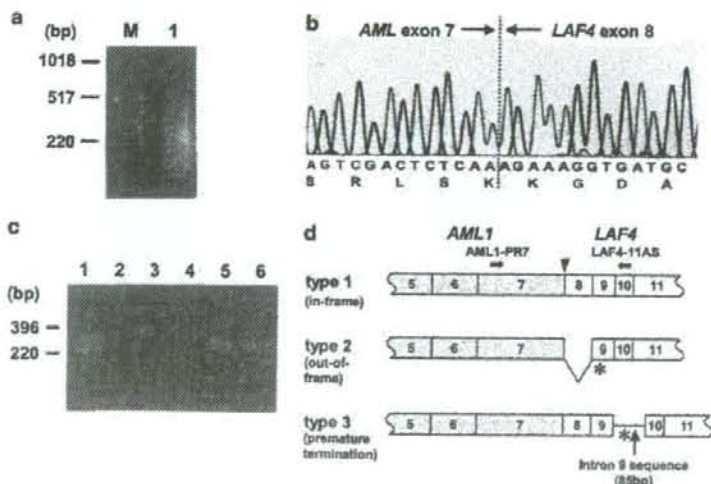 a
(bp) M 1
1018
517
220
b
AML exon 7 LAF4 exon 8
AGTCGACTCTCAAAGAAAGGTGATGC
S R L S K K G D A
c
1 2 3 4 5 6
(bp)
396
220
d
AML1 LAF4
AML1-PR7 LAF4-11AS
type 1
(in-frame)
5 6 7 8 9 10 11
type 2
(out-of-
frame)
5 6 7 9 10 11
*
type 3
(premature
termination)
5 6 7 8 9 10 11
*
Intron 9 sequence
(85bp)